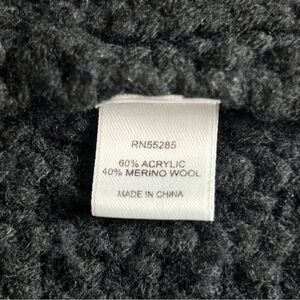 RN55285
60% ACRYLIC
40% MERINO WOOL
MADE IN CHINA